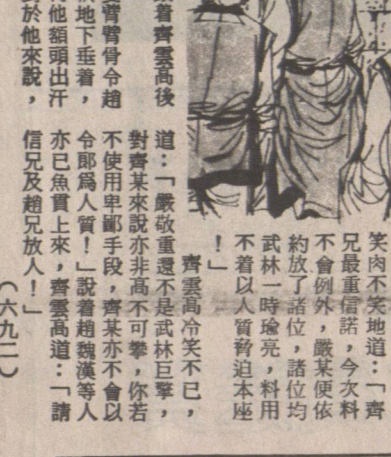 着齊雲高後
臂臂骨令趙
地下垂着，
他額頭出汗
對於他來說，
笑肉不笑地道：「齊
兄最重信諾，今次料
不會例外，嚴某便依
約放了諸位，諸位均
武林一時瑜亮，料用
不着以人質脅迫本座
！」
齊雲高冷笑不已，
道：「嚴敬重還不是武林巨擘，
對齊某來說亦非高不可攀，你若
不使用卑鄙手段，齊某亦不會以
令郎爲人質！」說着趙魏漢等人
亦已魚貫上來，齊雲高道：「請
信兄及趙兄放人！」
（六九二）